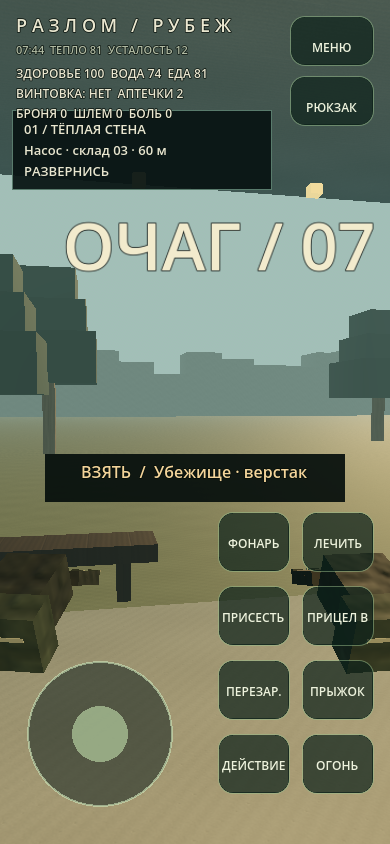 РАЗЛОМ / РУБЕЖ
МЕНЮ
07:44 ТЕПЛО 81 УСТАЛОСТЬ 12
ЗДОРОВЬЕ 100 ВОДА 74 ЕДА 81
ВИНТОВКА: НЕТ АПТЕЧКИ 2
РЮКЗАК
БРОНЯ 0 ШЛЕМ 0 БОЛЬ 0
01 / ТЁПЛАЯ СТЕНА
Насос · склад 03 · 60 м
РАЗВЕРНИСЬ
ОЧАГ / 07
ВЗЯТЬ / Убежище · верстак
ФОНАРЬ
ЛЕЧИТЬ
ПРИСЕСТЬ
ПРИЦЕЛ В
ПЕРЕЗАР.
ПРЫЖОК
ДЕЙСТВИЕ
ОГОНЬ